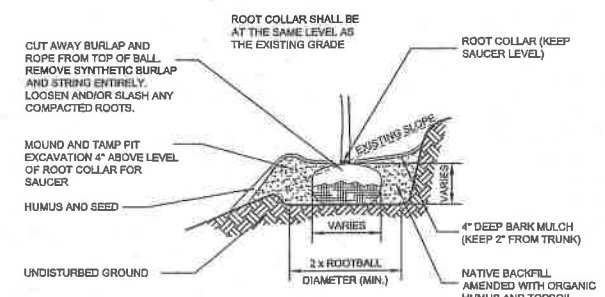 ROOT COLLAR SHALL BE
AT THE SAME LEVEL AS
THE EXISTING GRADE
CUT AWAY BURLAP AND
ROPE FROM TOP OF BALL.
REMOVE SYNTHETIC BURLAP
AND STRING ENTIRELY.
LOOSEN AND/OR SLASH ANY
COMPACTED ROOTS.
ROOT COLLAR (KEEP
SAUCER LEVEL)
MOUND AND TAMP PIT
EXCAVATION 4" ABOVE LEVEL
OF ROOT COLLAR FOR
SAUCER
EXISTING SLOPE
VARIES
HUMUS AND SEED
VARIES
4" DEEP BARK MULCH
(KEEP 2" FROM TRUNK)
UNDISTURBED GROUND
2 x ROOTBALL
DIAMETER (MIN.)
NATIVE BACKFILL
AMENDED WITH ORGANIC
HUMUS AND TOPSOIL